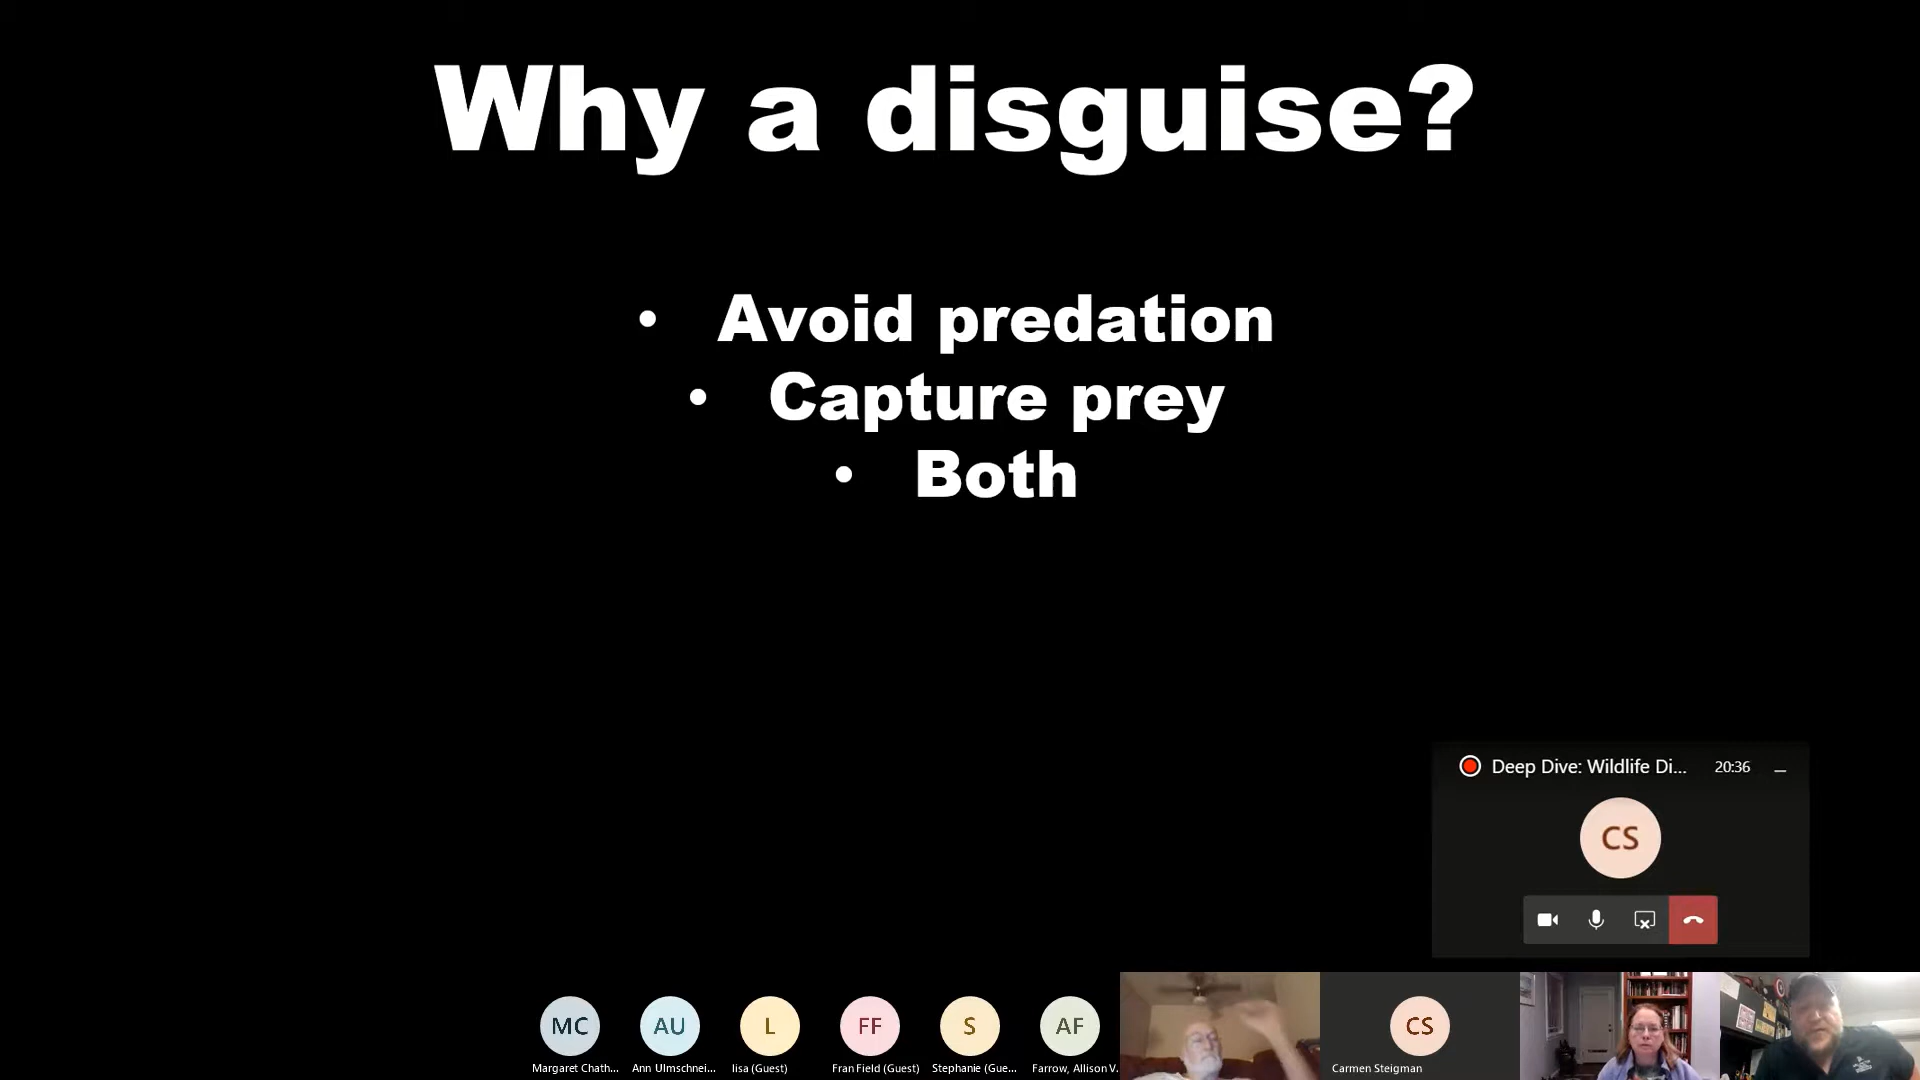 Why a disguise?
• Avoid predation
• Capture prey
• Both
Deep Dive: Wildlife Di... 20:36
CS
MC AU L FF S AF CS
Margaret Chath... Ann Ulmschnei... lisa (Guest) Fran Field (Guest) Stephanie (Gue... Farrow, Allison V. Carmen Steigman